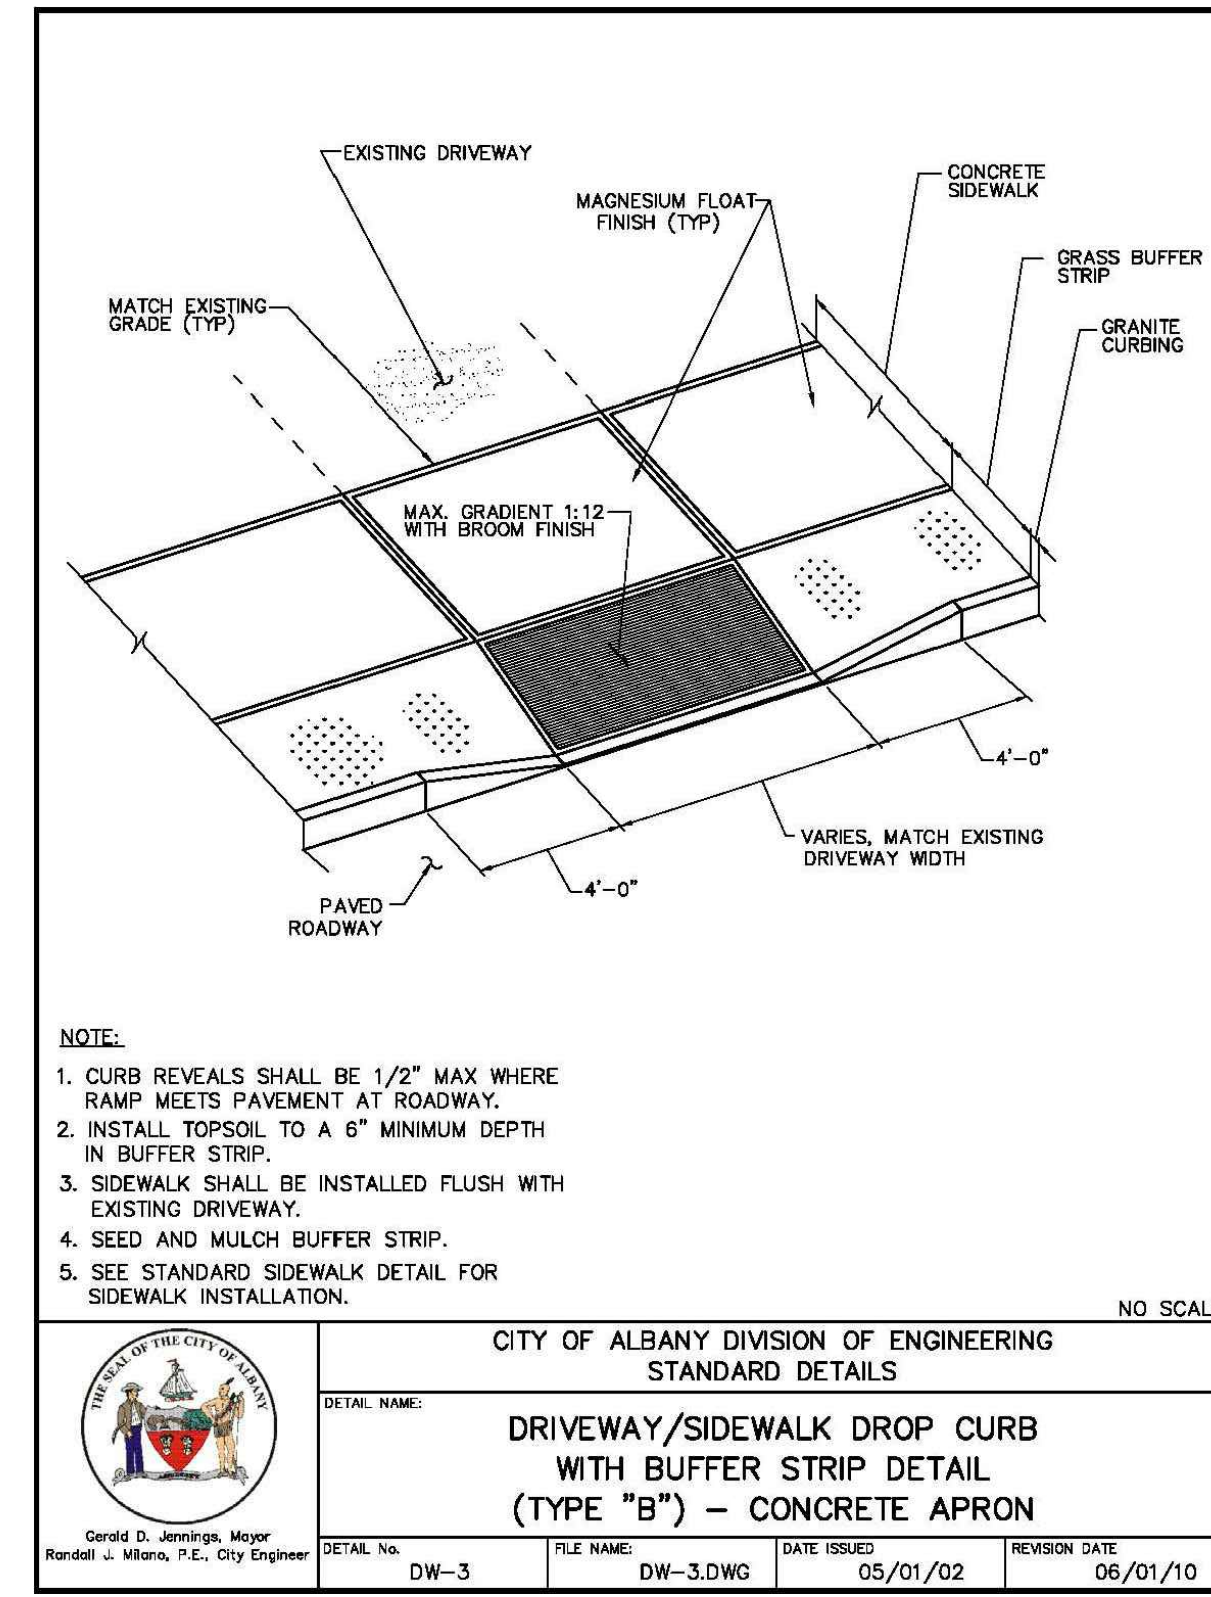 EXISTING DRIVEWAY
CONCRETE
SIDEWALK
MAGNESIUM FLOAT
FINISH (TYP)
GRASS BUFFER
STRIP
MATCH EXISTING
GRADE (TYP)
GRANITE
CURBING
MAX. GRADIENT 1:12
WITH BROOM FINISH
4'-0"
VARIES, MATCH EXISTING
DRIVEWAY WIDTH
4'-0"
PAVED
ROADWAY
NOTE:
1. CURB REVEALS SHALL BE 1/2" MAX WHERE
RAMP MEETS PAVEMENT AT ROADWAY.
2. INSTALL TOPSOIL TO A 6" MINIMUM DEPTH
IN BUFFER STRIP.
3. SIDEWALK SHALL BE INSTALLED FLUSH WITH
EXISTING DRIVEWAY.
4. SEED AND MULCH BUFFER STRIP.
5. SEE STANDARD SIDEWALK DETAIL FOR
SIDEWALK INSTALLATION.
NO SCAL
THE SEAL OF THE CITY OF ALBANY
Gerald D. Jennings, Mayor
Randall J. Milano, P.E., City Engineer
CITY OF ALBANY DIVISION OF ENGINEERING
STANDARD DETAILS
DETAIL NAME:
DRIVEWAY/SIDEWALK DROP CURB
WITH BUFFER STRIP DETAIL
(TYPE "B") – CONCRETE APRON
DETAIL No.
DW-3
FILE NAME:
DW-3.DWG
DATE ISSUED
05/01/02
REVISION DATE
06/01/10